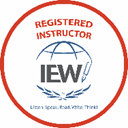 REGISTERED
INSTRUCTOR
IEW
Listen. Speak. Read. Write. Think!